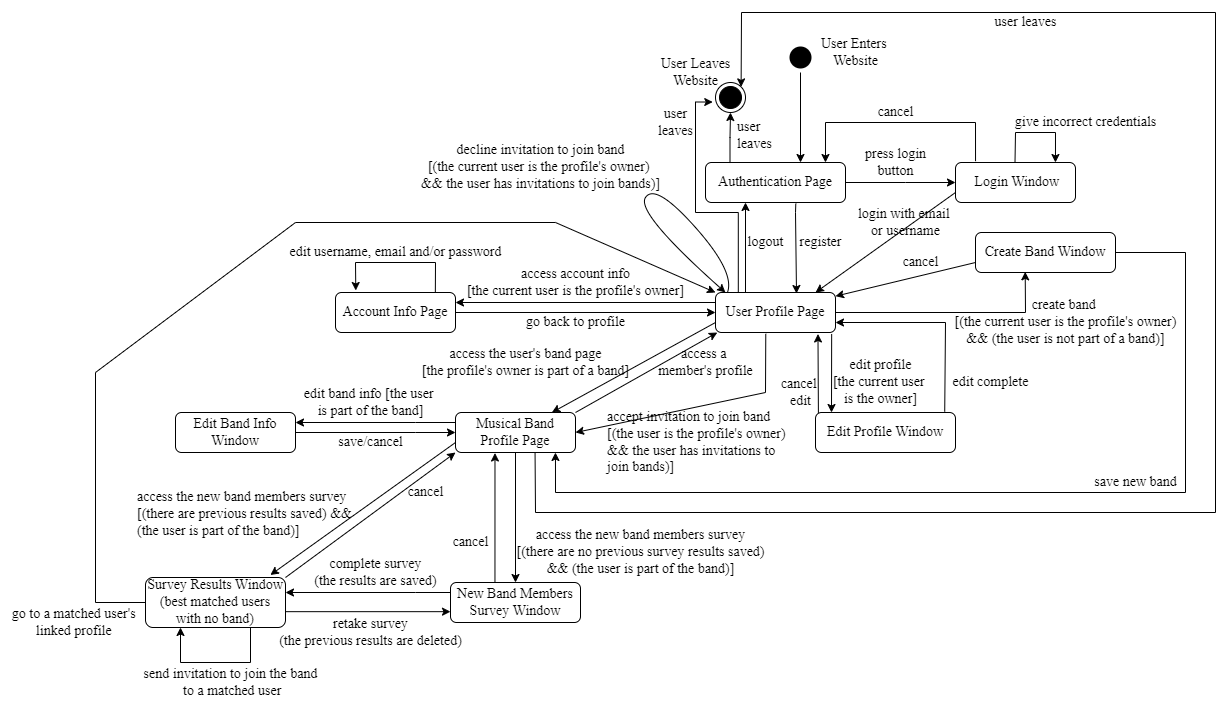 user leaves
User Enters
Website
User Leaves
Website
user
leaves
user
leaves
cancel
give incorrect credentials
decline invitation to join band
[(the current user is the profile's owner)
&& the user has invitations to join bands)]
Authentication Page
press login
button
Login Window
login with email
or username
logout
register
edit username, email and/or password
access account info
[the current user is the profile's owner]
cancel
Create Band Window
Account Info Page
go back to profile
User Profile Page
create band
[(the current user is the profile's owner)
&& (the user is not part of a band)]
access the user's band page
[the profile's owner is part of a band]
access a
member's profile
edit profile
[the current user
is the owner]
cancel
edit
edit complete
edit band info [the user
is part of the band]
Edit Band Info
Window
save/cancel
Musical Band
Profile Page
accept invitation to join band
[(the user is the profile's owner)
&& the user has invitations to
join bands)]
Edit Profile Window
save new band
access the new band members survey
[(there are previous results saved) &&
(the user is part of the band)]
cancel
cancel
access the new band members survey
[(there are no previous survey results saved)
&& (the user is part of the band)]
complete survey
(the results are saved)
Survey Results Window
(best matched users
with no band)
New Band Members
Survey Window
go to a matched user's
linked profile
retake survey
(the previous results are deleted)
send invitation to join the band
to a matched user